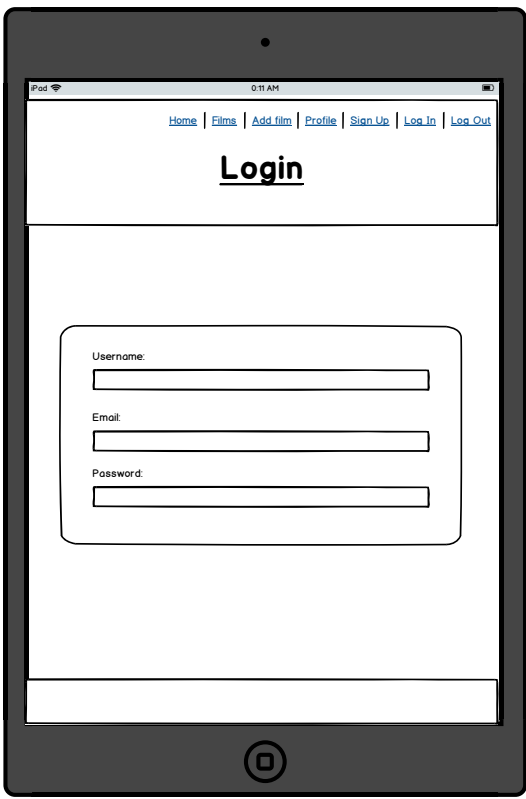 iPad 0:11 AM
Home Films Add film Profile Sign Up Log In Log Out
Login
Username:
Email:
Password: